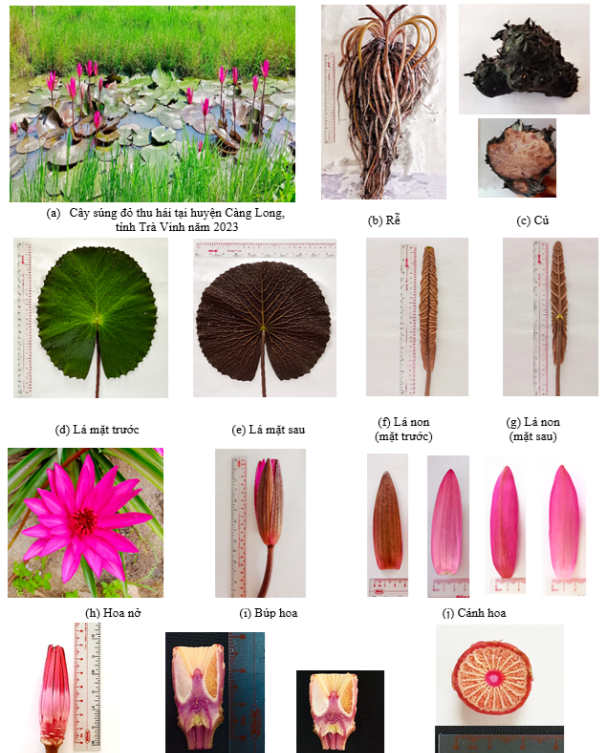 (a) Cây súng đỏ thu hái tại huyện Càng Long,
tỉnh Trà Vinh năm 2023
(b) Rễ
(c) Củ
(d) Lá mặt trước
(e) Lá mặt sau
(f) Lá non
(mặt trước)
(g) Lá non
(mặt sau)
(h) Hoa nở
(i) Búp hoa
(j) Cánh hoa